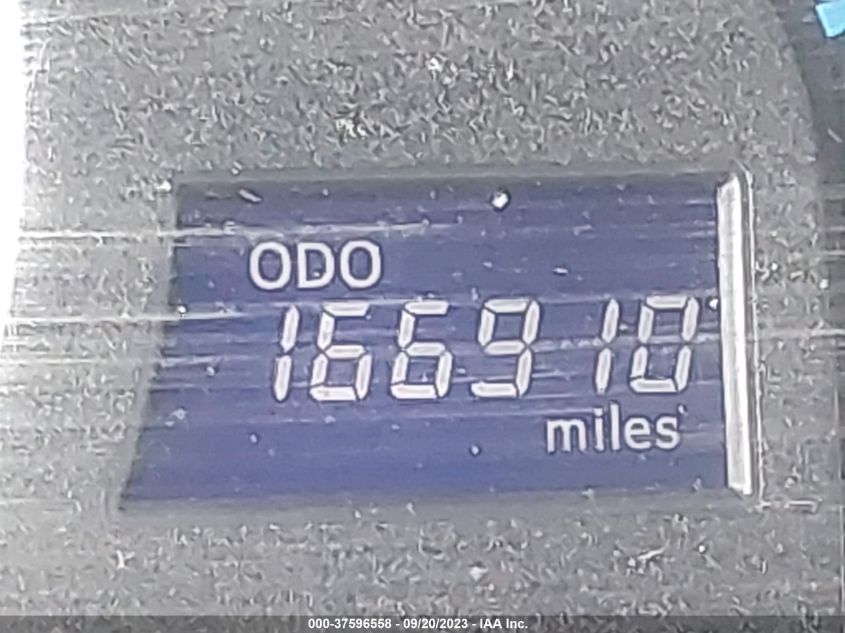 ODO
166910
miles
000-37596558 - 09/20/2023 - IAA Inc.